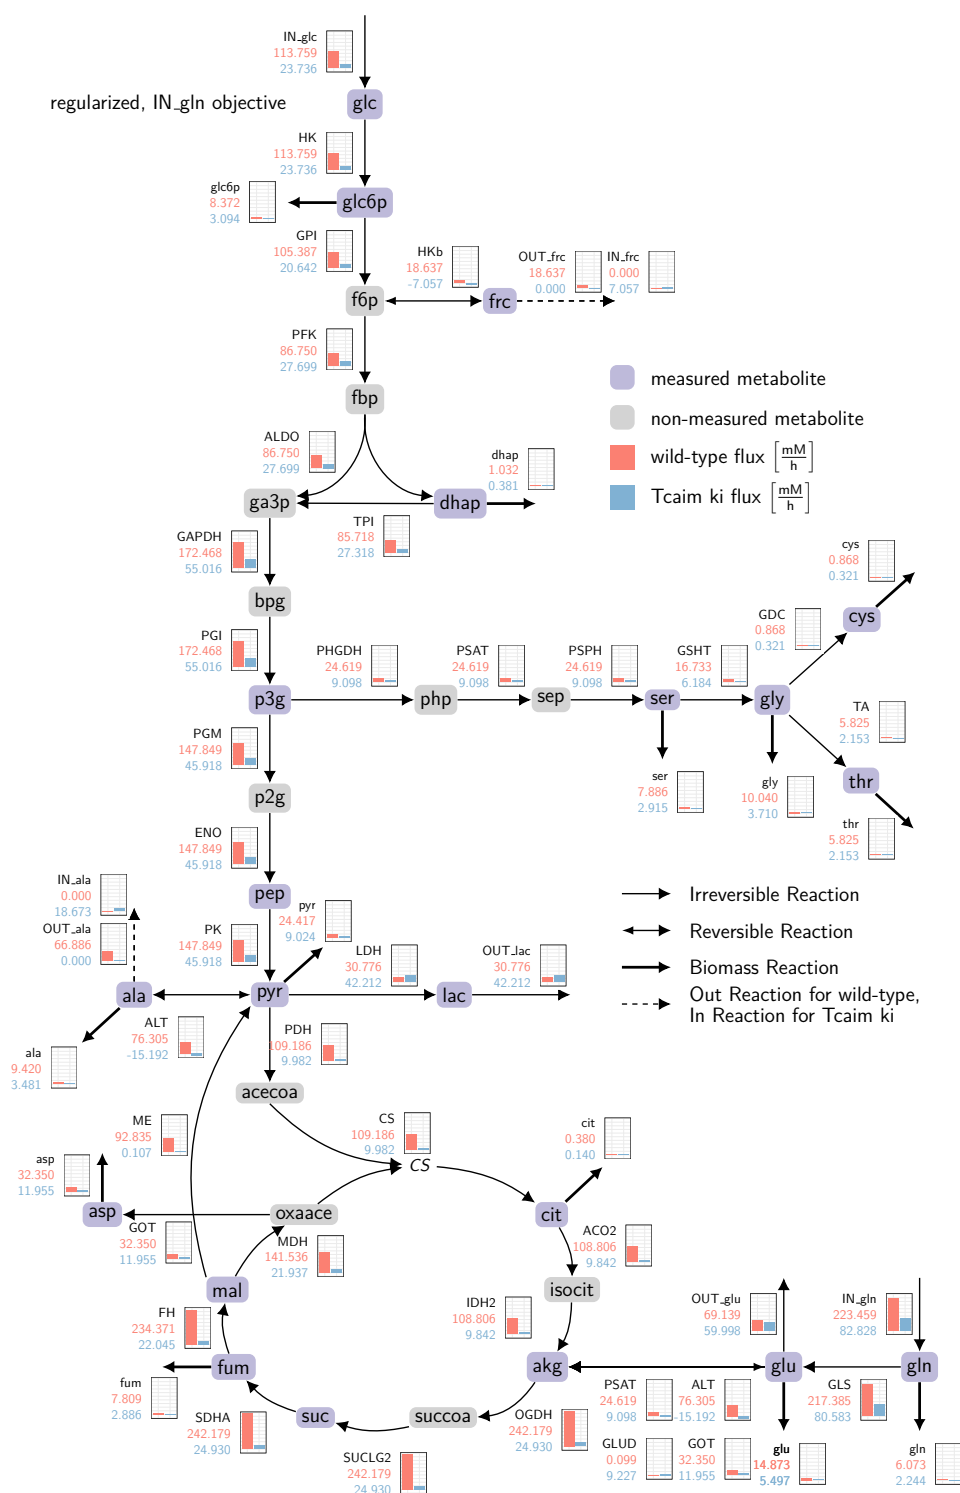 IN_glc
113.759
23.736
regularized, IN_gln objective
glc
HK
113.759
23.736
glc6p
8.372
3.094
glc6p
GPI
105.387
20.642
HKb
18.637
-7.057
OUT_frc
18.637
0.000
IN_frc
0.000
7.057
f6p
frc
PFK
86.750
27.699
measured metabolite
fbp
non-measured metabolite
wild-type flux [mM/h]
Tcaim ki flux [mM/h]
ALDO
86.750
27.699
dhap
1.032
0.381
ga3p
dhap
TPI
85.718
27.318
GAPDH
172.468
55.016
cys
0.868
0.321
bpg
GDC
0.868
0.321
cys
PGI
172.468
55.016
PHGDH
24.619
9.098
PSAT
24.619
9.098
PSPH
24.619
9.098
GSHT
16.733
6.184
p3g
php
sep
ser
gly
TA
5.825
2.153
PGM
147.849
45.918
ser
7.886
2.915
gly
10.040
3.710
thr
p2g
thr
5.825
2.153
ENO
147.849
45.918
IN_ala
0.000
18.673
pep
Irreversible Reaction
OUT_ala
66.886
0.000
PK
147.849
45.918
pyr
24.417
9.024
Reversible Reaction
LDH
30.776
42.212
OUT_lac
30.776
42.212
Biomass Reaction
ala
pyr
lac
Out Reaction for wild-type,
In Reaction for Tcaim ki
ALT
76.305
-15.192
PDH
109.186
9.982
ala
9.420
3.481
acecoa
ME
92.835
0.107
CS
109.186
9.982
cit
0.380
0.140
CS
asp
32.350
11.955
asp
oxaace
cit
GOT
32.350
11.955
MDH
141.536
21.937
ACO2
108.806
9.842
mal
isocit
FH
234.371
22.045
IDH2
108.806
9.842
OUT_glu
69.139
59.998
IN_gln
223.459
82.828
fum
akg
glu
gln
fum
7.809
2.886
PSAT
24.619
9.098
ALT
76.305
-15.192
GLS
217.385
80.583
SDHA
242.179
24.930
suc
succoa
OGDH
242.179
24.930
GLUD
0.099
9.227
GOT
32.350
11.955
glu
14.873
5.497
gln
6.073
2.244
SUCLG2
242.179
24.930